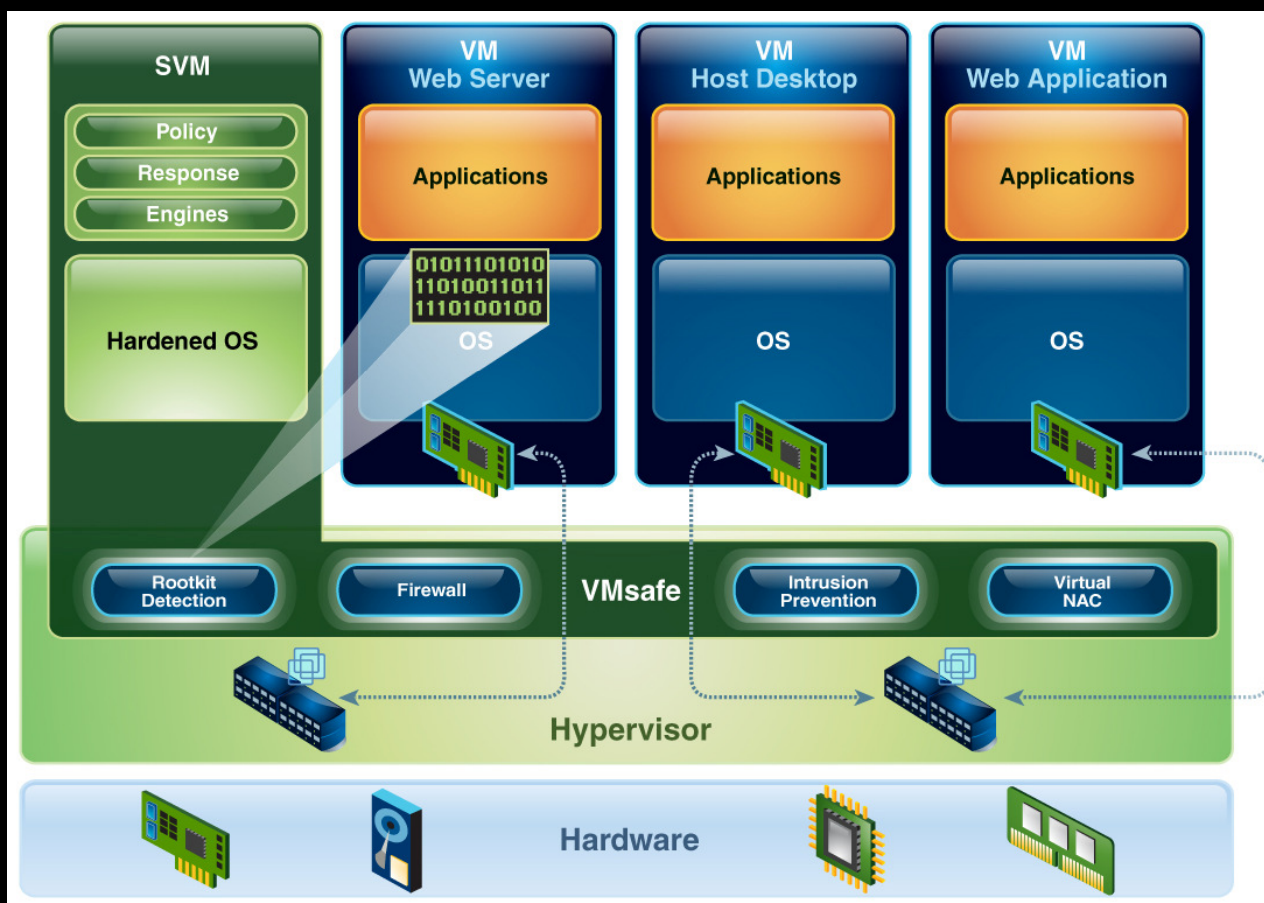 SVM
Policy
Response
Engines
Hardened OS
VM
Web Server
Applications
01011101010
11010011011
1110100100
OS
VM
Host Desktop
Applications
OS
VM
Web Application
Applications
OS
Rootkit
Detection
Firewall
VMsafe
Intrusion
Prevention
Virtual
NAC
Hypervisor
Hardware